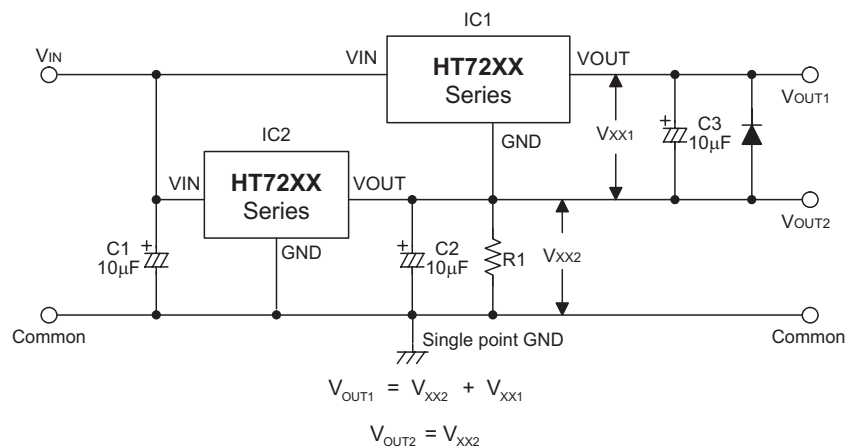 IC1
VIN
VIN
HT72XX
Series
VOUT
VOUT1
GND
VXX1
C3
+
10μF
IC2
VIN
HT72XX
Series
VOUT
VOUT2
GND
C1
+
10μF
C2
+
10μF
R1
VXX2
Common
Single point GND
Common
VOUT1 = VXX2 + VXX1
VOUT2 = VXX2